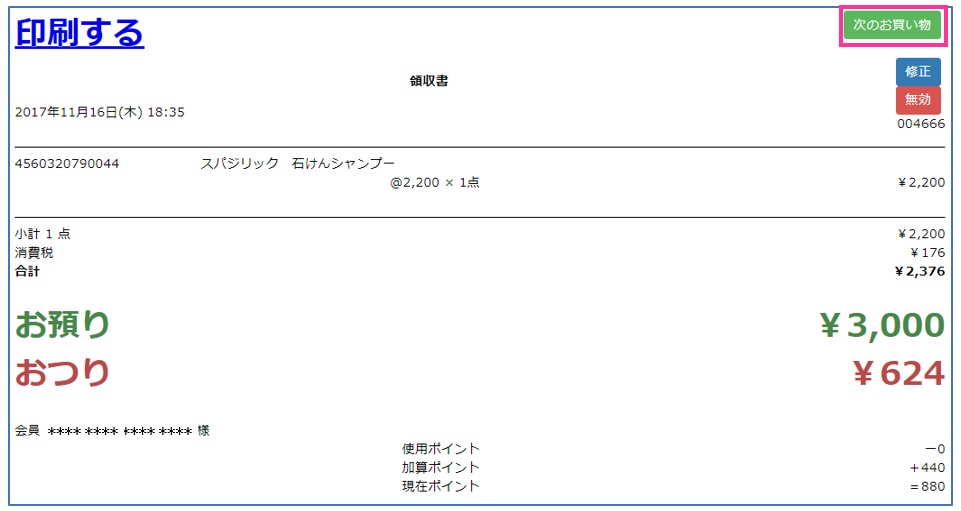 印刷する
次のお買い物
修正
領収書
無効
2017年11月16日(木) 18:35
004666
4560320790044 スパジリック 石けんシャンプー
@2,200 × 1点 ¥2,200
小計 1 点 ¥2,200
消費税 ¥176
合計 ¥2,376
お預り ¥3,000
おつり ¥624
会員 **** **** **** **** 様
使用ポイント －0
加算ポイント ＋440
現在ポイント ＝880